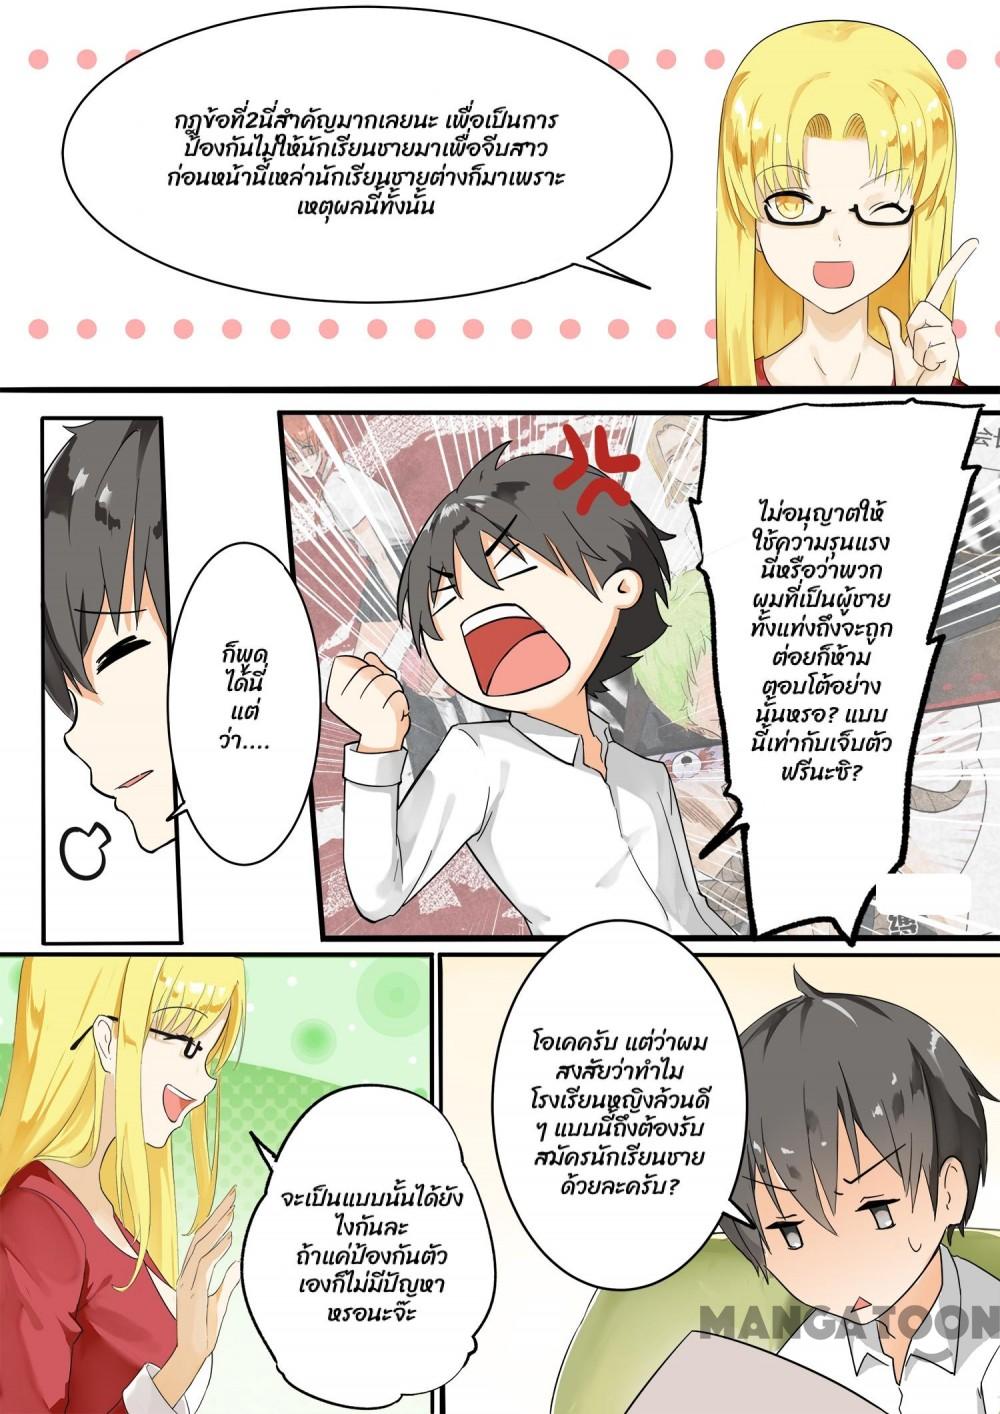 กฎข้อที่2นี่สำคัญมากเลยนะ เพื่อเป็นการ
ป้องกันไม่ให้นักเรียนชายมาเพื่อจีบสาว
ก่อนหน้านี้เหล่านักเรียนชายต่างก็มาเพราะ
เหตุผลนี้ทั้งนั้น
ก็พูด
ได้นี่
แต่
ว่า....
ไม่อนุญาตให้
ใช้ความรุนแรง
นี่หรือว่าพวก
ผมที่เป็นผู้ชาย
ทั้งแท่งถึงจะถูก
ต่อยก็ห้าม
ตอบโต้อย่าง
นั้นหรอ? แบบ
นี้เท่ากับเจ็บตัว
ฟรีนะซิ?
จะเป็นแบบนั้นได้ยัง
ไงกันละ
ถ้าแค่ป้องกันตัว
เองก็ไม่มีปัญหา
หรอนะจ๊ะ
โอเคครับ แต่ว่าผม
สงสัยว่าทำไม
โรงเรียนหญิงล้วนดี
ๆ แบบนี้ถึงต้องรับ
สมัครนักเรียนชาย
ด้วยละครับ?
MANGATOON